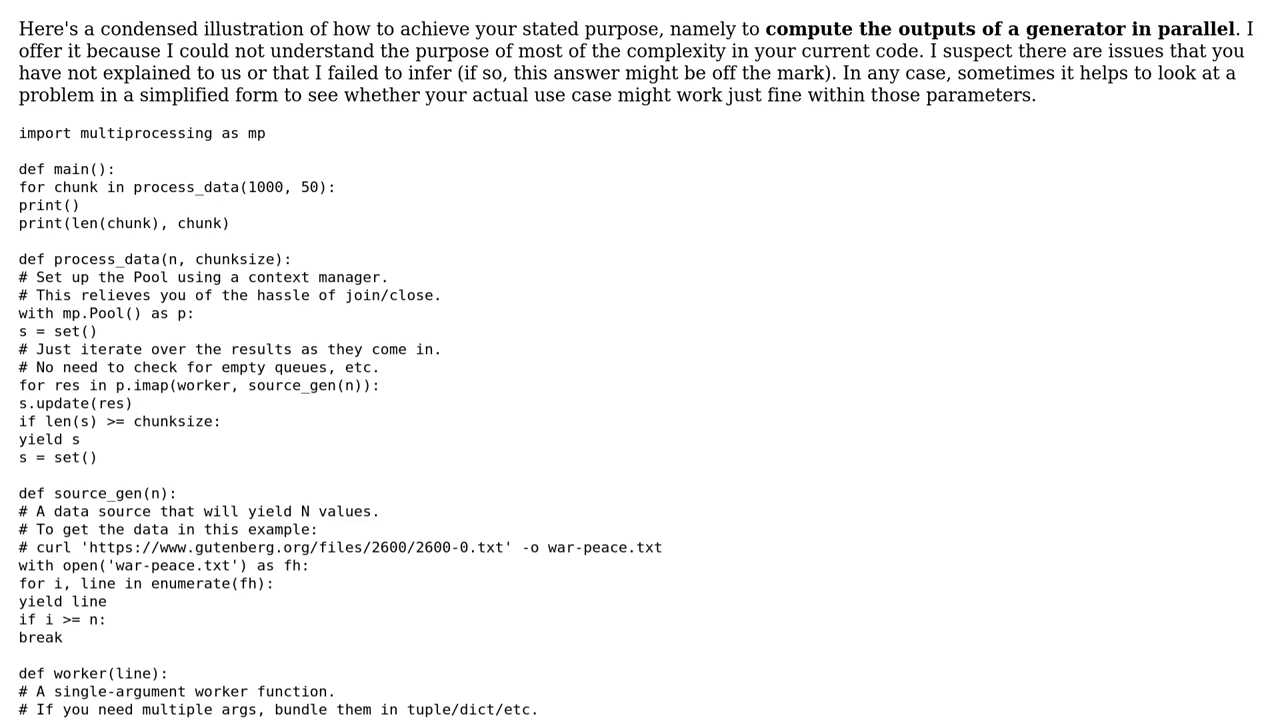 Here's a condensed illustration of how to achieve your stated purpose, namely to compute the outputs of a generator in parallel. I
offer it because I could not understand the purpose of most of the complexity in your current code. I suspect there are issues that you
have not explained to us or that I failed to infer (if so, this answer might be off the mark). In any case, sometimes it helps to look at a
problem in a simplified form to see whether your actual use case might work just fine within those parameters.
import multiprocessing as mp
def main():
for chunk in process_data(1000, 50):
print()
print(len(chunk), chunk)
def process_data(n, chunksize):
# Set up the Pool using a context manager.
# This relieves you of the hassle of join/close.
with mp.Pool() as p:
s = set()
# Just iterate over the results as they come in.
# No need to check for empty queues, etc.
for res in p.imap(worker, source_gen(n)):
s.update(res)
if len(s) >= chunksize:
yield s
s = set()
def source_gen(n):
# A data source that will yield N values.
# To get the data in this example:
# curl 'https://www.gutenberg.org/files/2600/2600-0.txt' -o war-peace.txt
with open('war-peace.txt') as fh:
for i, line in enumerate(fh):
yield line
if i >= n:
break
def worker(line):
# A single-argument worker function.
# If you need multiple args, bundle them in tuple/dict/etc.